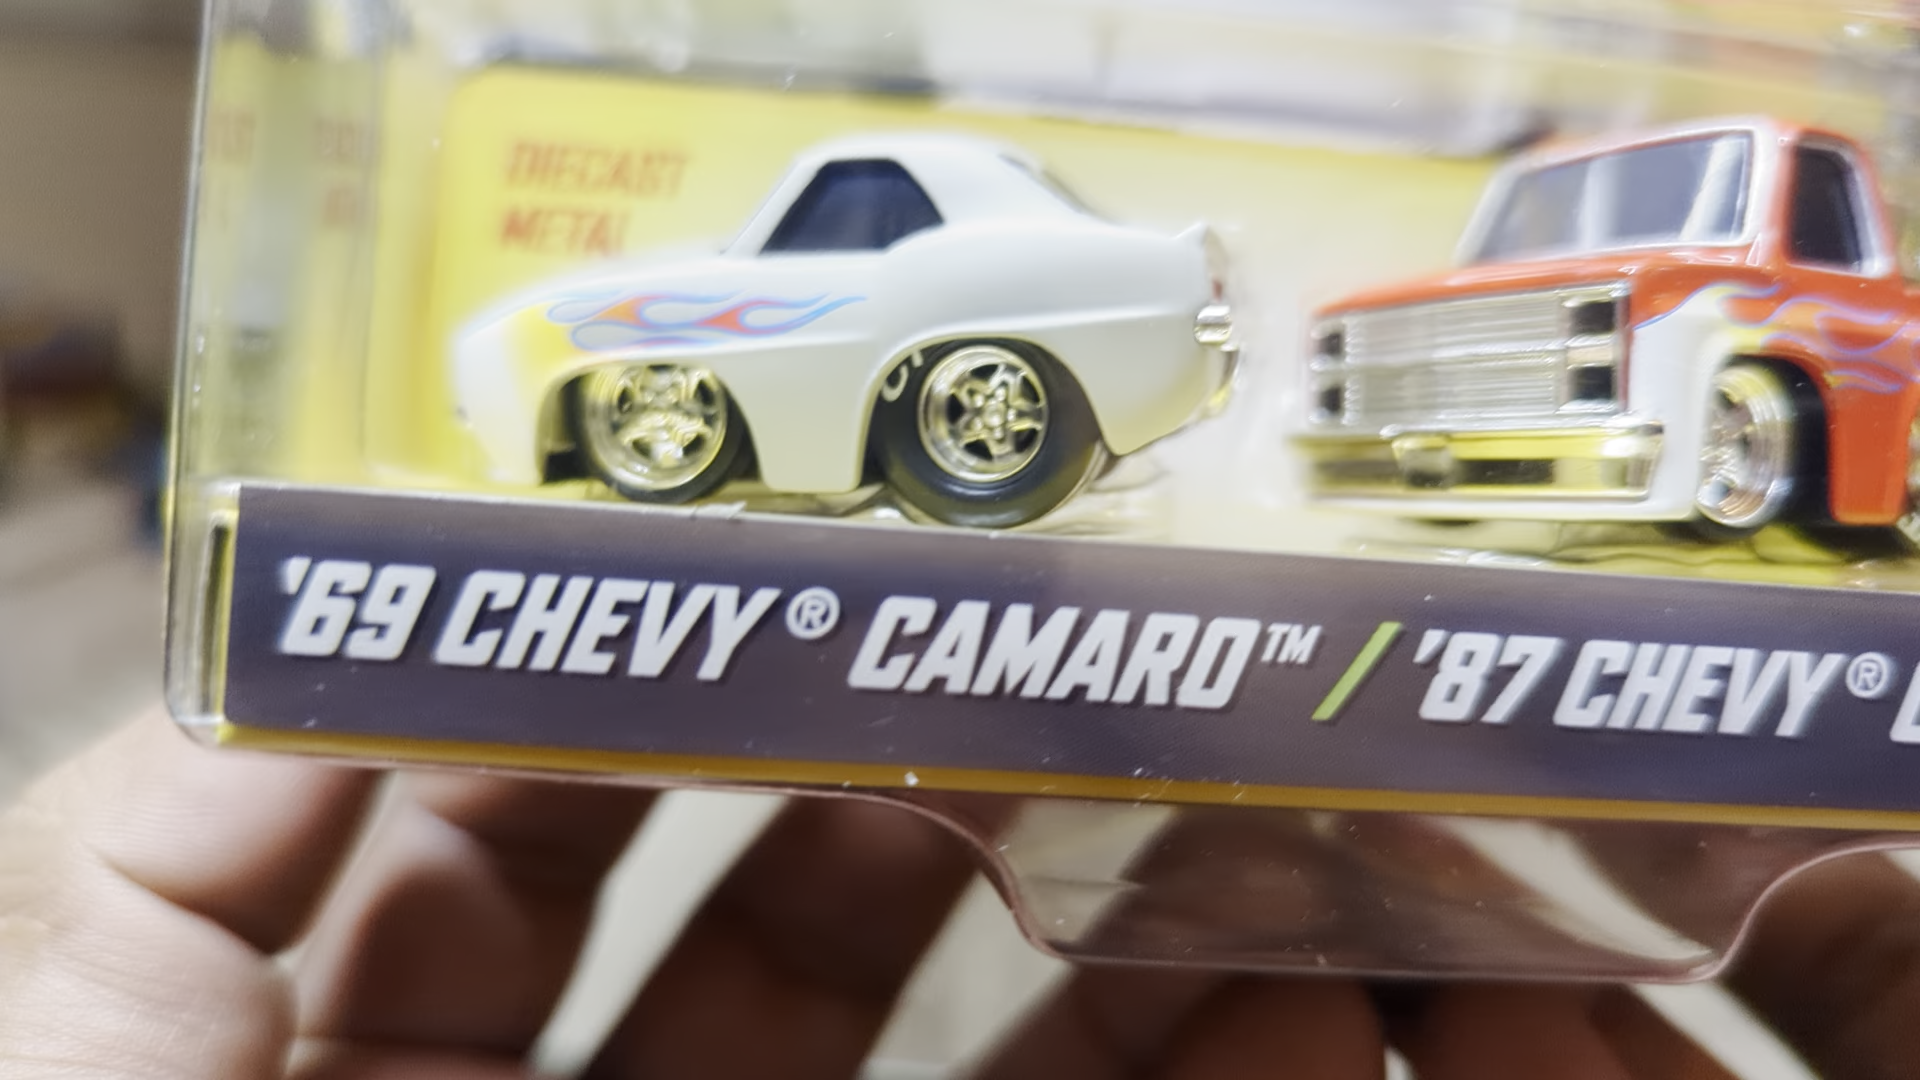 DIECAST
METAL
'69 CHEVY® CAMARO™ / '87 CHEVY®